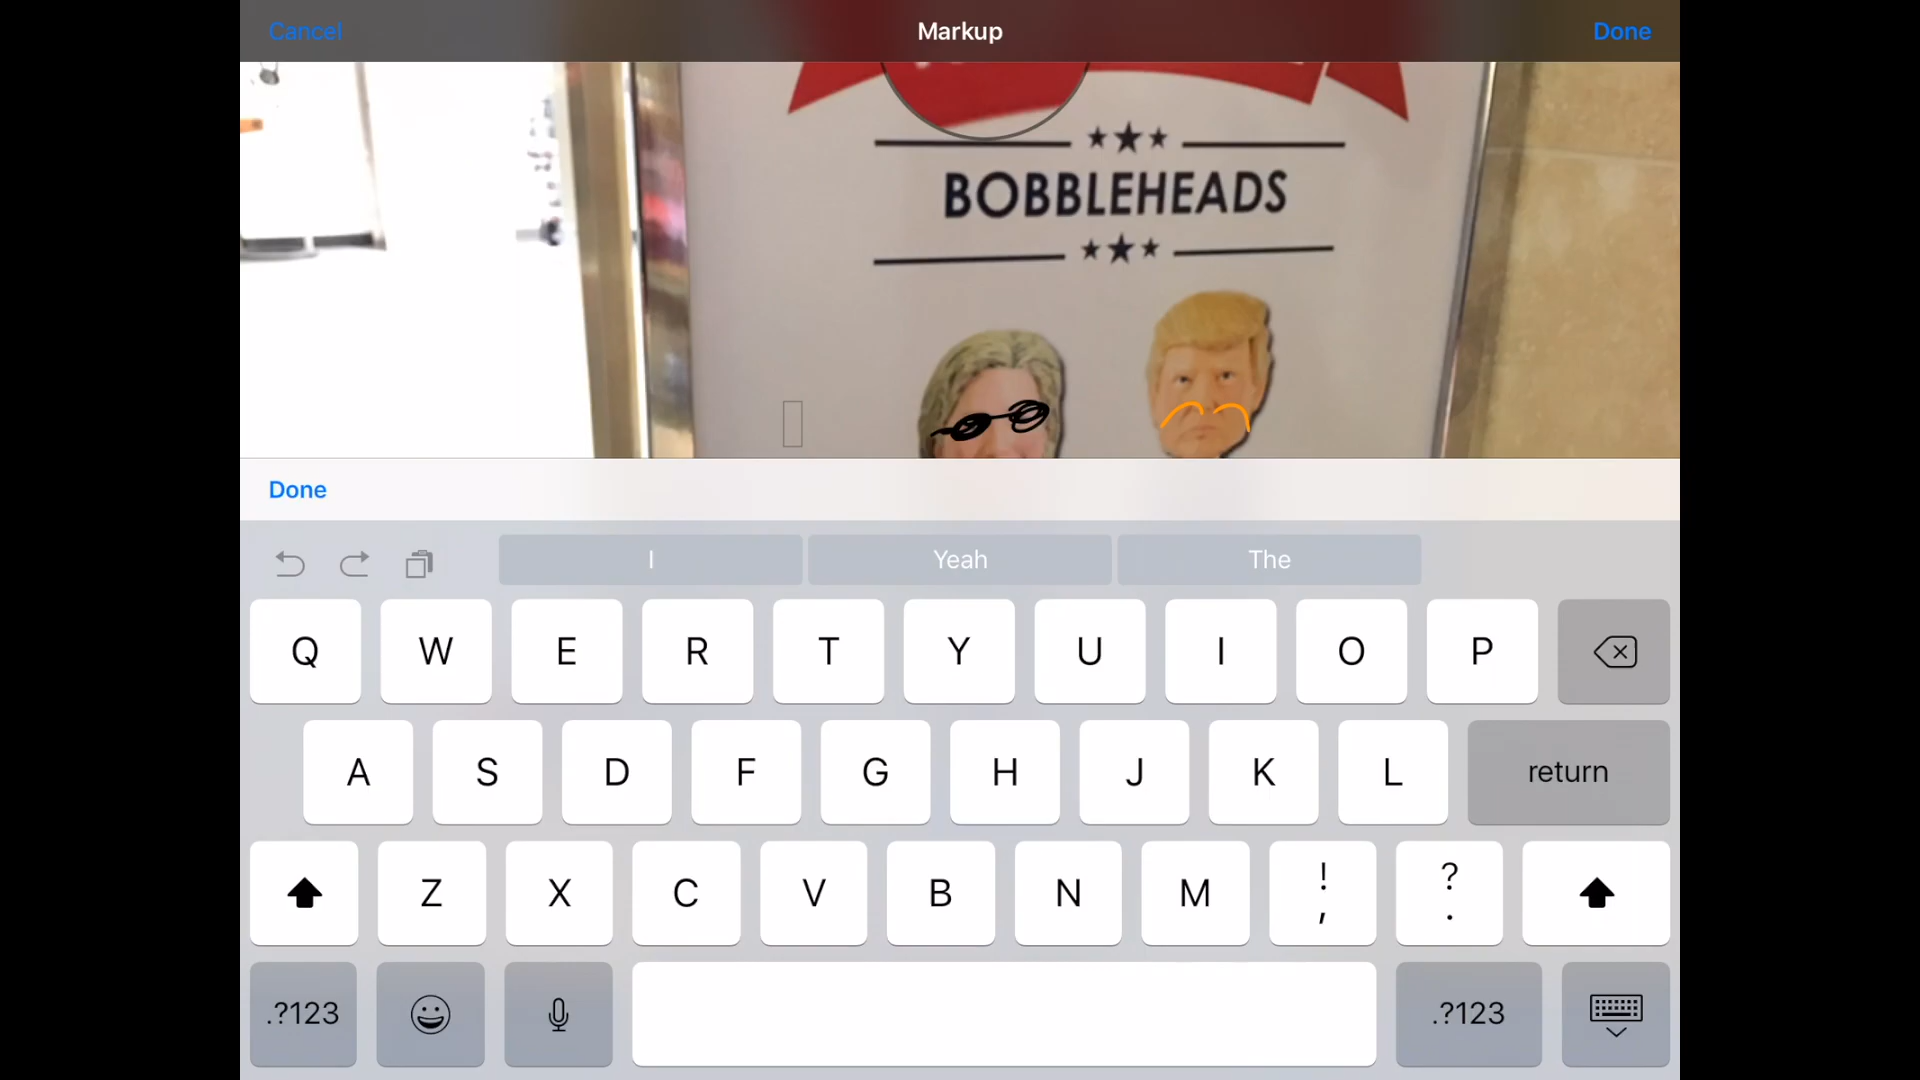 Cancel Markup Done
BOBBLEHEADS
Done
I Yeah The
Q W E R T Y U I O P
A S D F G H J K L return
Z X C V B N M ! , ? .
.?123 .?123